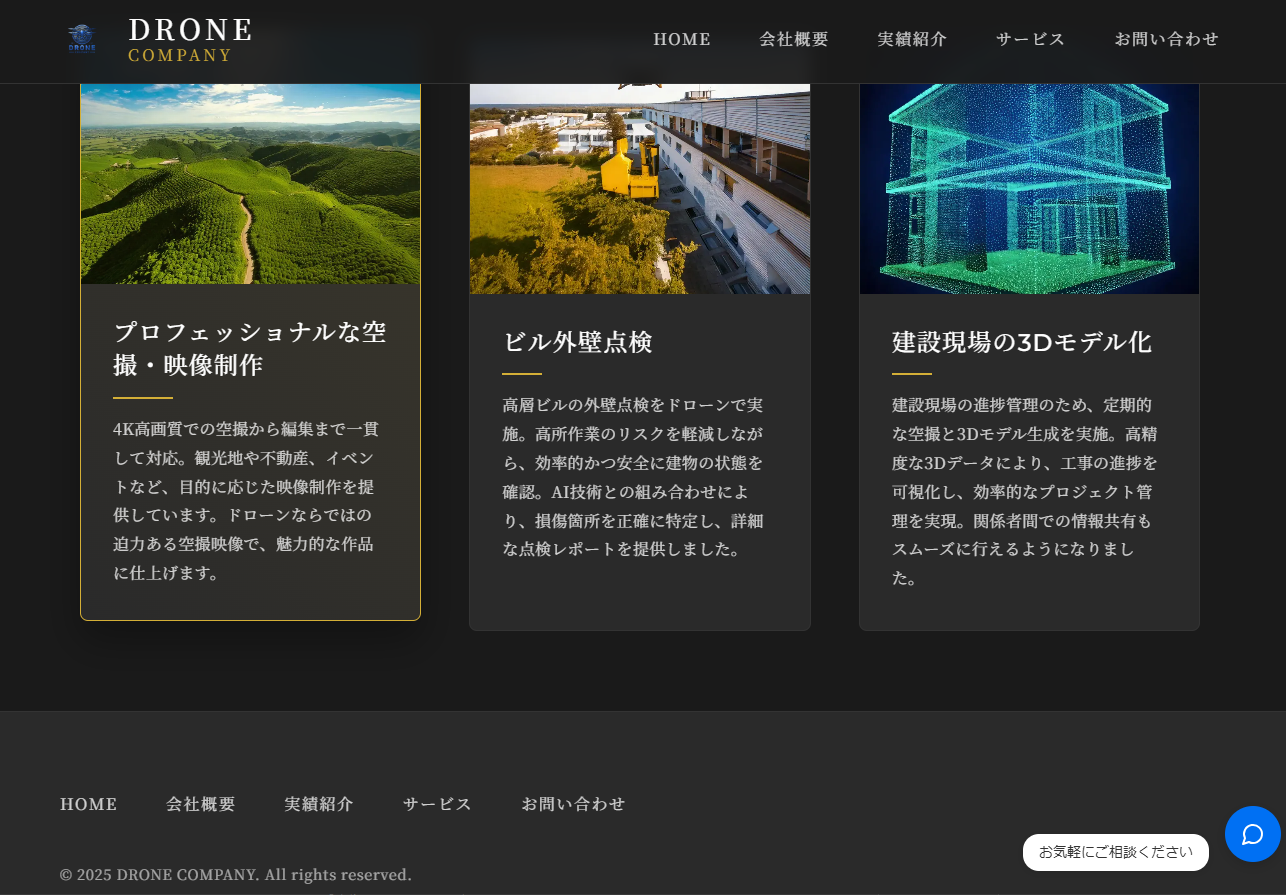 DRONE
DRONE
COMPANY
HOME
会社概要
実績紹介
サービス
お問い合わせ
プロフェッショナルな空
撮・映像制作
4K高画質での空撮から編集まで一貫
して対応。観光地や不動産、イベン
トなど、目的に応じた映像制作を提
供しています。ドローンならではの
迫力ある空撮映像で、魅力的な作品
に仕上げます。
ビル外壁点検
高層ビルの外壁点検をドローンで実
施。高所作業のリスクを軽減しなが
ら、効率的かつ安全に建物の状態を
確認。AI技術との組み合わせによ
り、損傷箇所を正確に特定し、詳細
な点検レポートを提供しました。
建設現場の3Dモデル化
建設現場の進捗管理のため、定期的
な空撮と3Dモデル生成を実施。高精
度な3Dデータにより、工事の進捗を
可視化し、効率的なプロジェクト管
理を実現。関係者間での情報共有も
スムーズに行えるようになりまし
た。
HOME
会社概要
実績紹介
サービス
お問い合わせ
お気軽にご相談ください
© 2025 DRONE COMPANY. All rights reserved.